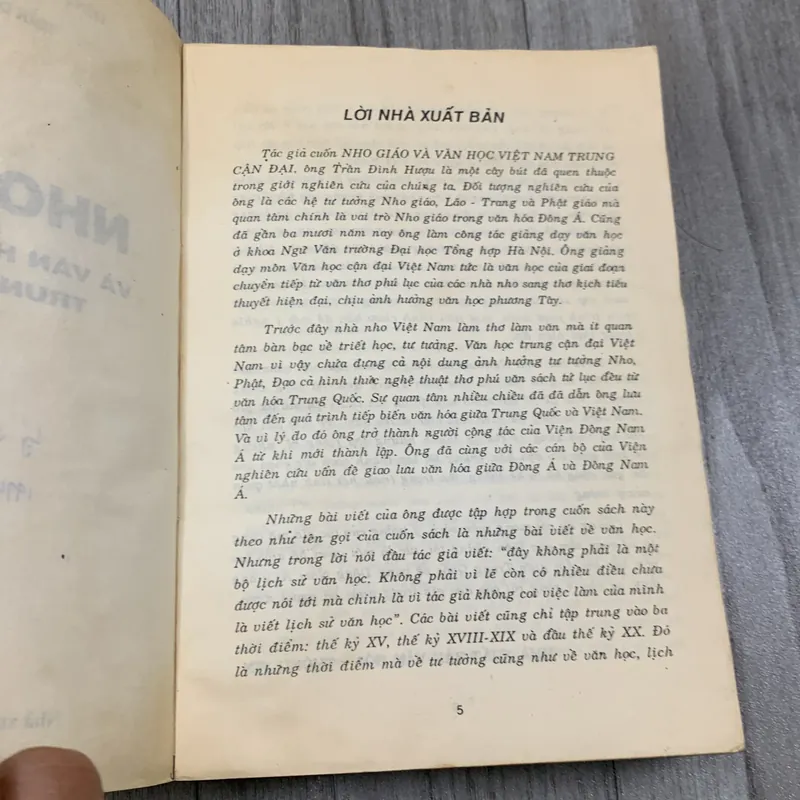 LỜI NHÀ XUẤT BẢN
Tác giả cuốn NHO GIÁO VÀ VĂN HỌC VIỆT NAM TRUNG
CẬN ĐẠI, ông Trần Đình Hượu là một cây bút đã quen thuộc
trong giới nghiên cứu của chúng ta. Đối tượng nghiên cứu của
ông là các hệ tư tưởng Nho giáo, Lão - Trang và Phật giáo mà
quan tâm chính là vai trò Nho giáo trong văn hóa Đông Á. Cũng
đã gần ba mươi năm nay ông làm công tác giảng dạy văn học
ở khoa Ngữ Văn trường Đại học Tổng hợp Hà Nội. Ông giảng
dạy môn Văn học cận đại Việt Nam tức là văn học của giai đoạn
chuyển tiếp từ văn thơ phú lục của các nhà nho sang thơ kịch tiểu
thuyết hiện đại, chịu ảnh hưởng văn học phương Tây.
Trước đây nhà nho Việt Nam làm thơ làm văn mà ít quan
tâm bàn bạc về triết học, tư tưởng. Văn học trung cận đại Việt
Nam vì vậy chứa đựng cả nội dung ảnh hưởng tư tưởng Nho,
Phật, Đạo cả hình thức nghệ thuật thơ phú văn sách từ lục đều từ
văn hóa Trung Quốc. Sự quan tâm nhiều chiều đã đã dẫn ông lưu
tâm đến quá trình tiếp biến văn hóa giữa Trung Quốc và Việt Nam.
Và vì lý do đó ông trở thành người cộng tác của Viện Đông Nam
Á từ khi mới thành lập. Ông đã cùng với các cán bộ của Viện
nghiên cứu vấn đề giao lưu văn hóa giữa Đông Á và Đông Nam
Á.
Những bài viết của ông được tập hợp trong cuốn sách này
theo như tên gọi của cuốn sách là những bài viết về văn học.
Nhưng trong lời nói đầu tác giả viết: "đây không phải là một
bộ lịch sử văn học. Không phải vì lẽ còn có nhiều điều chưa
được nói tới mà chính là vì tác giả không coi việc làm của mình
là viết lịch sử văn học". Các bài viết cũng chỉ tập trung vào ba
thời điểm: thế kỷ XV, thế kỷ XVIII-XIX và đầu thế kỷ XX. Đó
là những thời điểm mà về tư tưởng cũng như về văn học, lịch
5